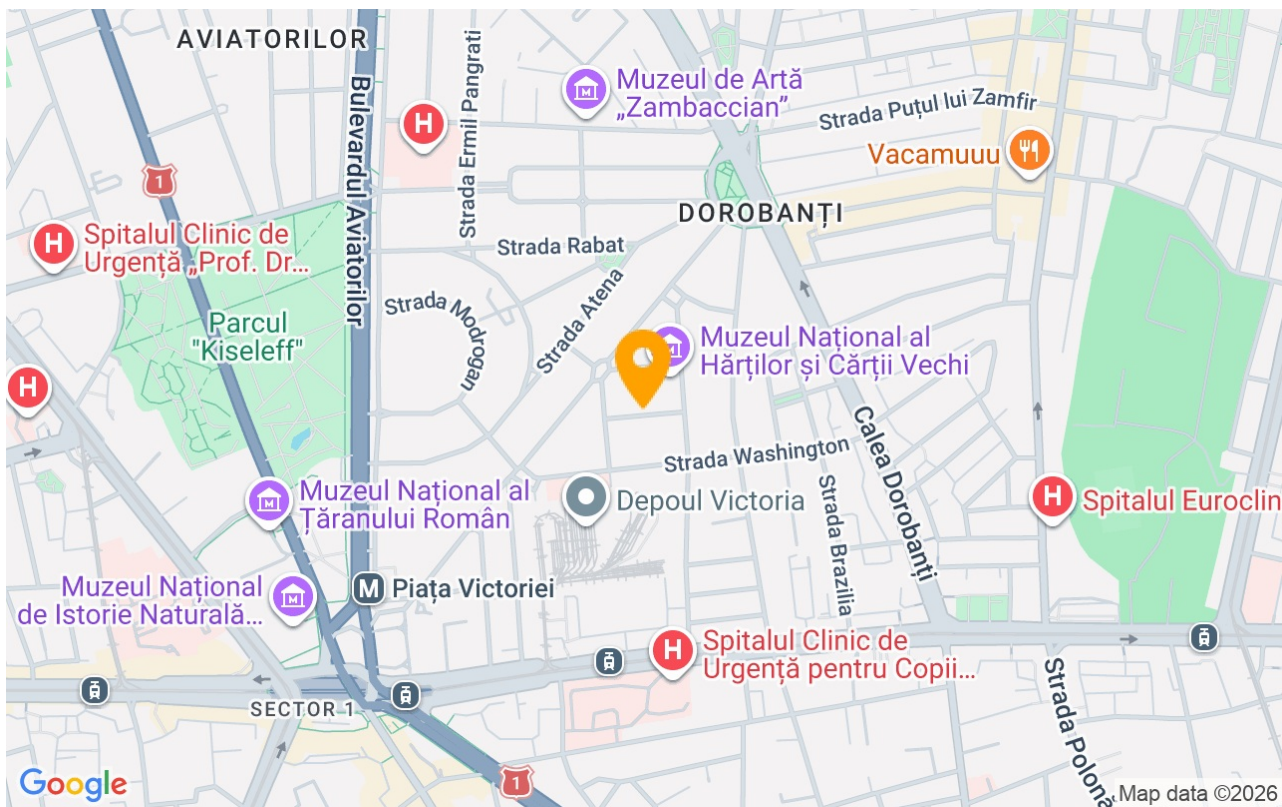 AVIATORILOR
Bulevardul Aviatorilor
Strada Ermil Pangrati
Muzeul de Artă
„Zambaccian”
Strada Puțul lui Zamfir
Vacamuuu
H
1
DOROBANȚI
H
Spitalul Clinic de
Urgență „Prof. Dr...
Strada Rabat
Strada Atena
Strada Modrogan
Parcul
"Kiseleff"
Muzeul Național al
Hărților și Cărții Vechi
H
Calea Dorobanți
Strada Washington
Muzeul Național al
Țăranului Român
Depoul Victoria
Strada Brazilia
H
Spitalul Euroclin
Muzeul Național
de Istorie Naturală...
M
Piața Victoriei
H
Spitalul Clinic de
Urgență pentru Copii...
SECTOR 1
Strada Polonă
1
Google
Map data ©2026